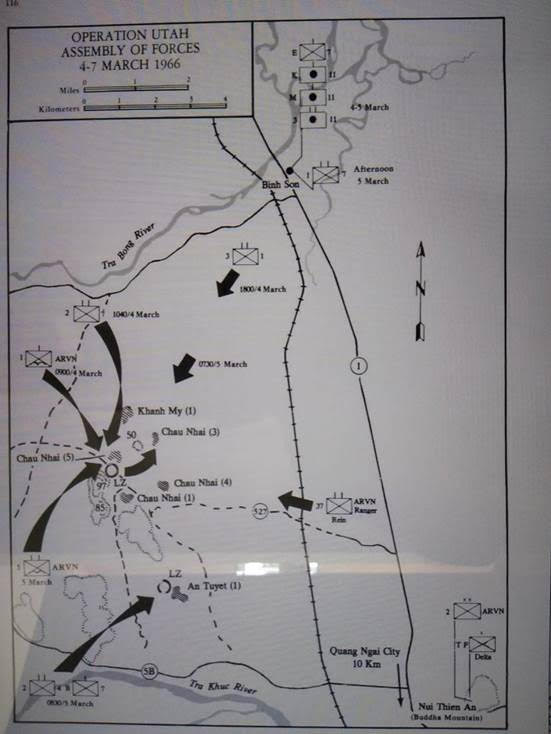 116
OPERATION UTAH
ASSEMBLY OF FORCES
4-7 MARCH 1966
Miles 0 1 2
Kilometers 0 1 2 3 4
E 7
K 11
M 11
4-5 March
11
1 7
Afternoon
5 March
Binh Son
Tra Bong River
3 1
1800/4 March
2
1040/4 March
1 ARVN
0900/4 March
N
0730/5 March
1
Khanh My (1)
50
Chau Nhai (3)
Chau Nhai (5)
97
LZ
Chau Nhai (4)
Chau Nhai (1)
85
527
37
ARVN
Ranger
Rein
5 ARVN
5 March
LZ
An Tuyet (1)
2 ARVN
TF
Delta
5B
Quang Ngai City
10 Km
Tra Khuc River
2 4 B 7
0830/5 March
Nui Thien An
(Buddha Mountain)